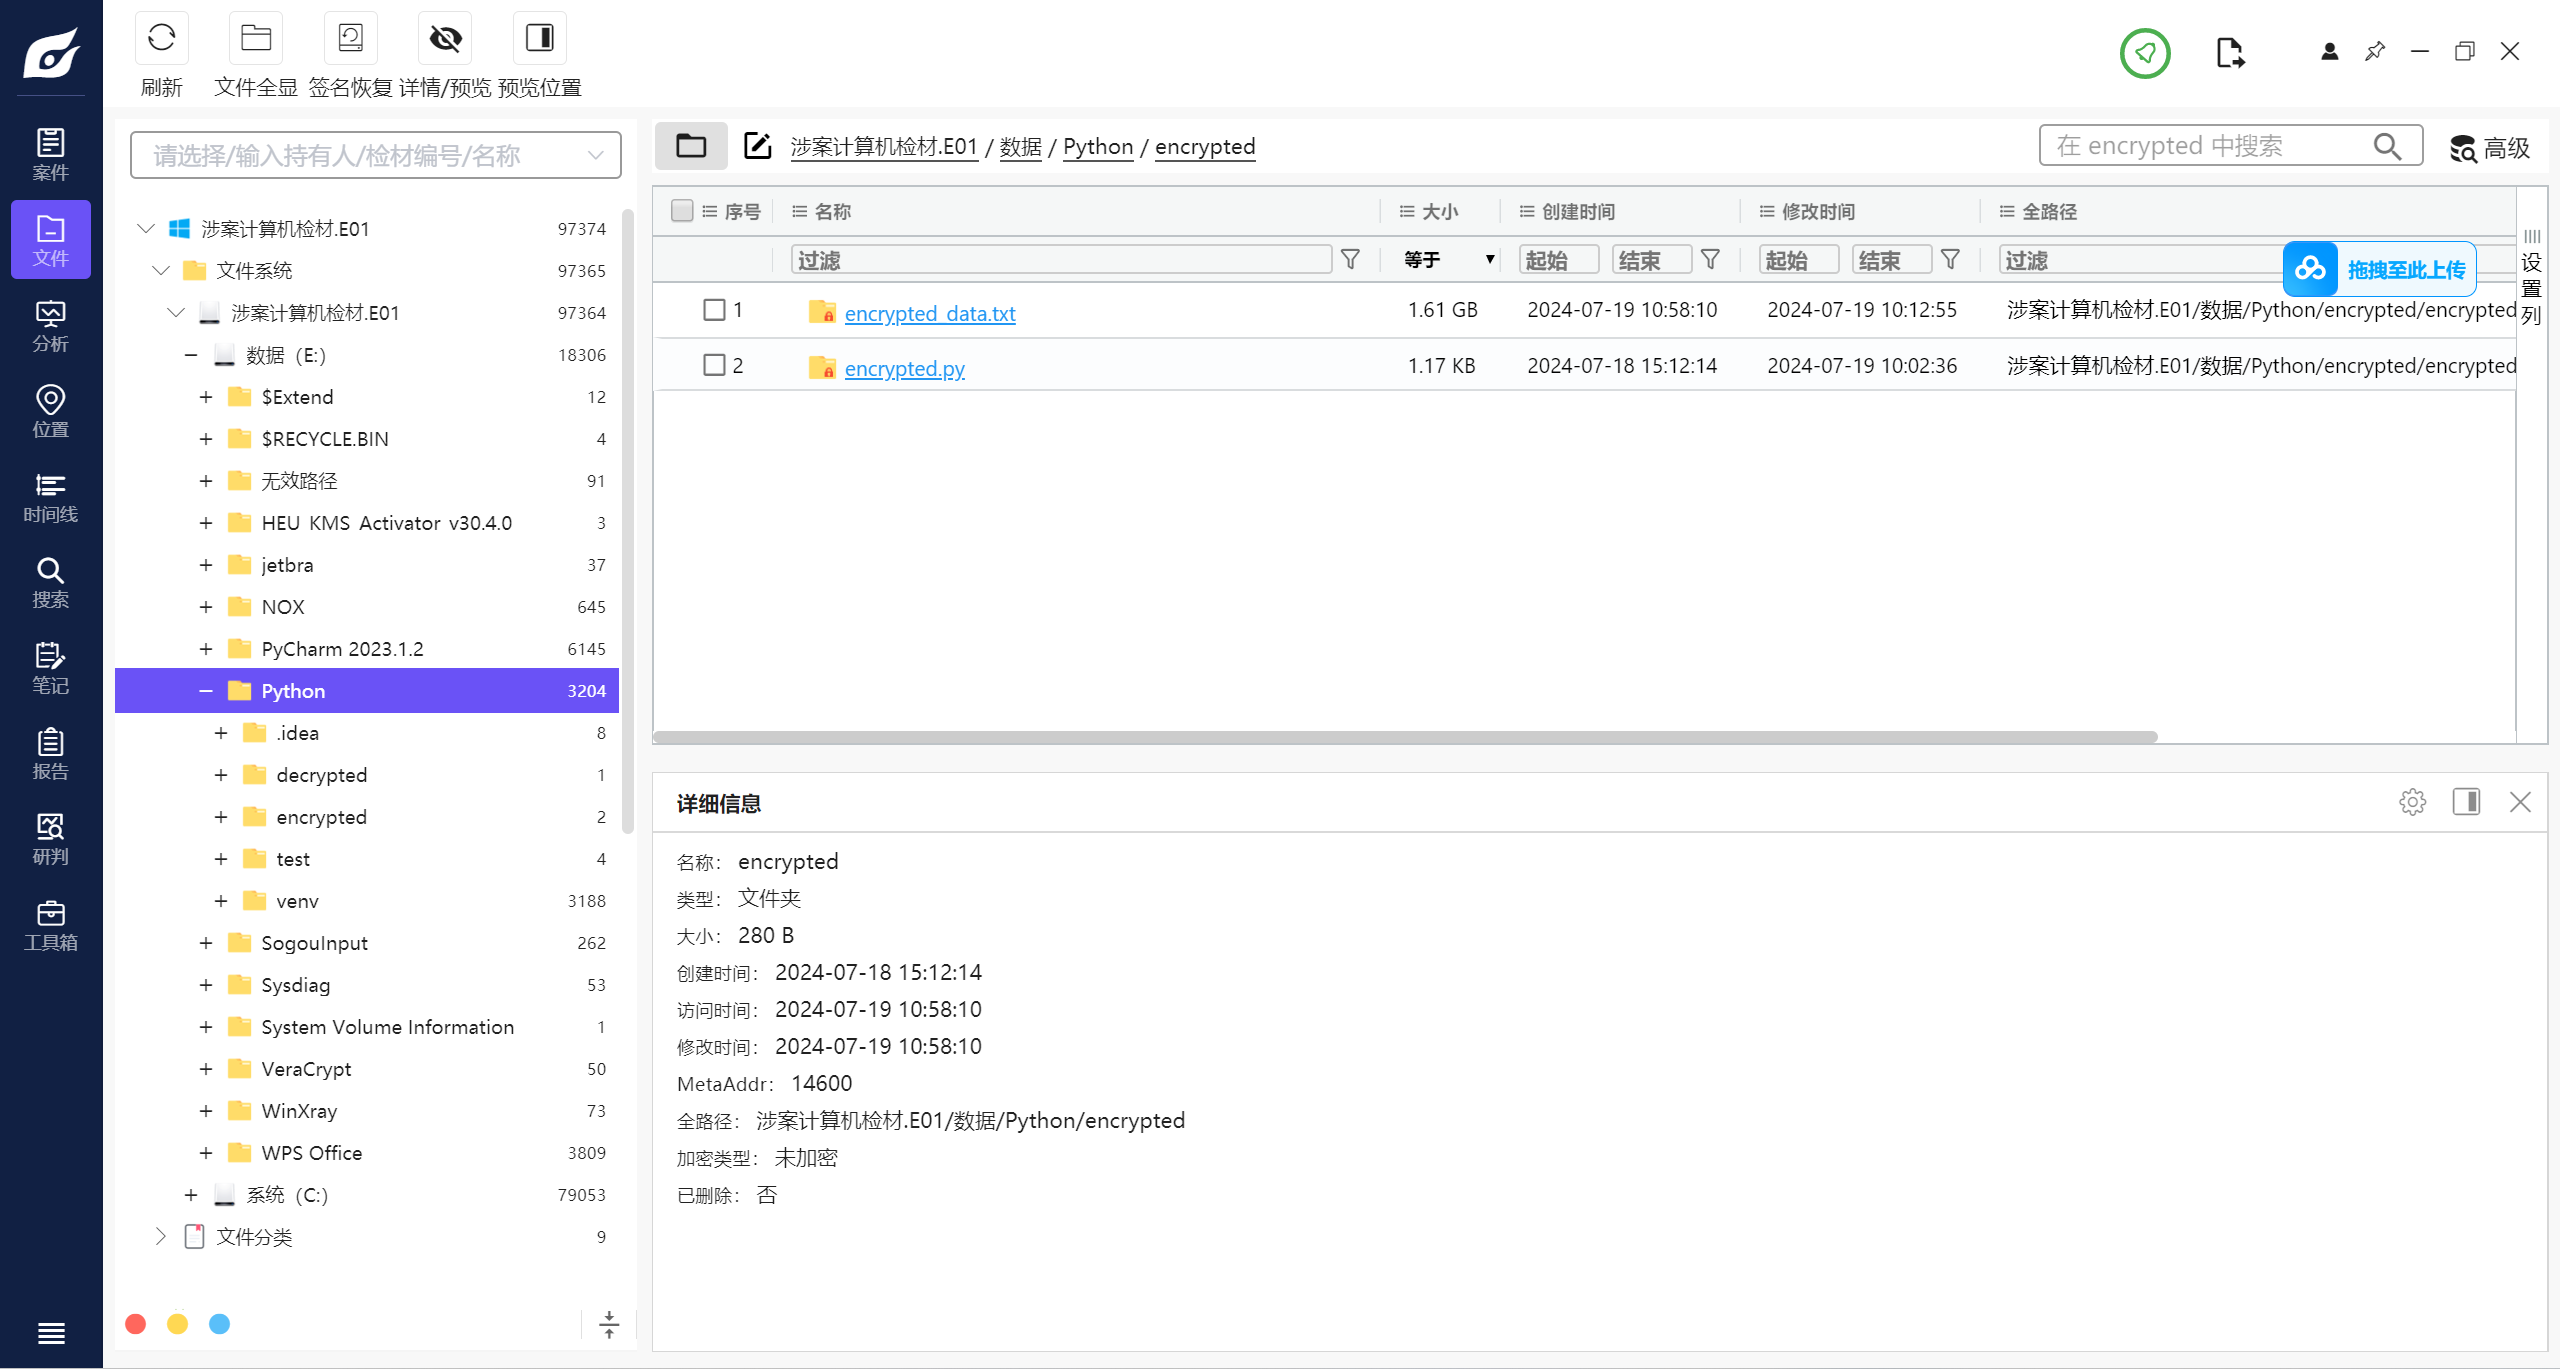 刷新
文件全显
签名恢复
详情/预览
预览位置
案件
文件
分析
位置
时间线
搜索
笔记
报告
研判
工具箱
请选择/输入持有人/检材编号/名称
涉案计算机检材.E01 97374
文件系统 97365
涉案计算机检材.E01 97364
数据 (E:) 18306
$Extend 12
$RECYCLE.BIN 4
无效路径 91
HEU_KMS_Activator_v30.4.0 3
jetbra 37
NOX 645
PyCharm 2023.1.2 6145
Python 3204
.idea 8
decrypted 1
encrypted 2
test 4
venv 3188
SogouInput 262
Sysdiag 53
System Volume Information 1
VeraCrypt 50
WinXray 73
WPS Office 3809
系统 (C:) 79053
文件分类 9
涉案计算机检材.E01 / 数据 / Python / encrypted
在 encrypted 中搜索
高级
序号 名称 大小 创建时间 修改时间 全路径
过滤 等于 起始 结束 起始 结束 过滤
拖拽至此上传
设置列
1 encrypted_data.txt 1.61 GB 2024-07-19 10:58:10 2024-07-19 10:12:55 涉案计算机检材.E01/数据/Python/encrypted/encrypted
2 encrypted.py 1.17 KB 2024-07-18 15:12:14 2024-07-19 10:02:36 涉案计算机检材.E01/数据/Python/encrypted/encrypted
详细信息
名称: encrypted
类型: 文件夹
大小: 280 B
创建时间: 2024-07-18 15:12:14
访问时间: 2024-07-19 10:58:10
修改时间: 2024-07-19 10:58:10
MetaAddr: 14600
全路径: 涉案计算机检材.E01/数据/Python/encrypted
加密类型: 未加密
已删除: 否